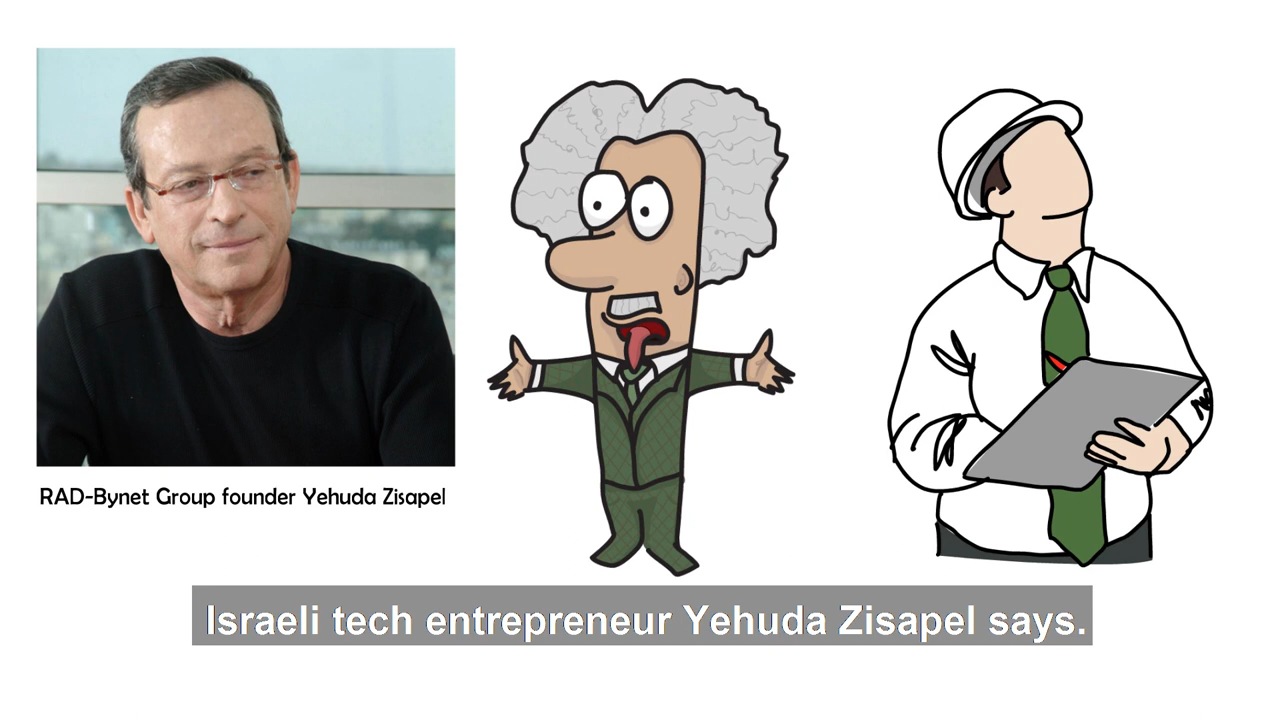 RAD-Bynet Group founder Yehuda Zisapel
Israeli tech entrepreneur Yehuda Zisapel says.